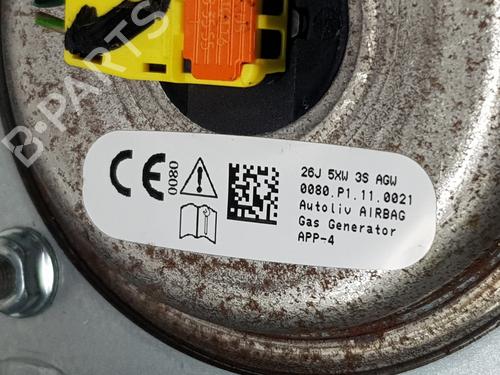 B-PARTS
CE
0080
26J 5XW 3S AGW
0080.P1.11.0021
Autoliv AIRBAG
Gas Generator
APP-4